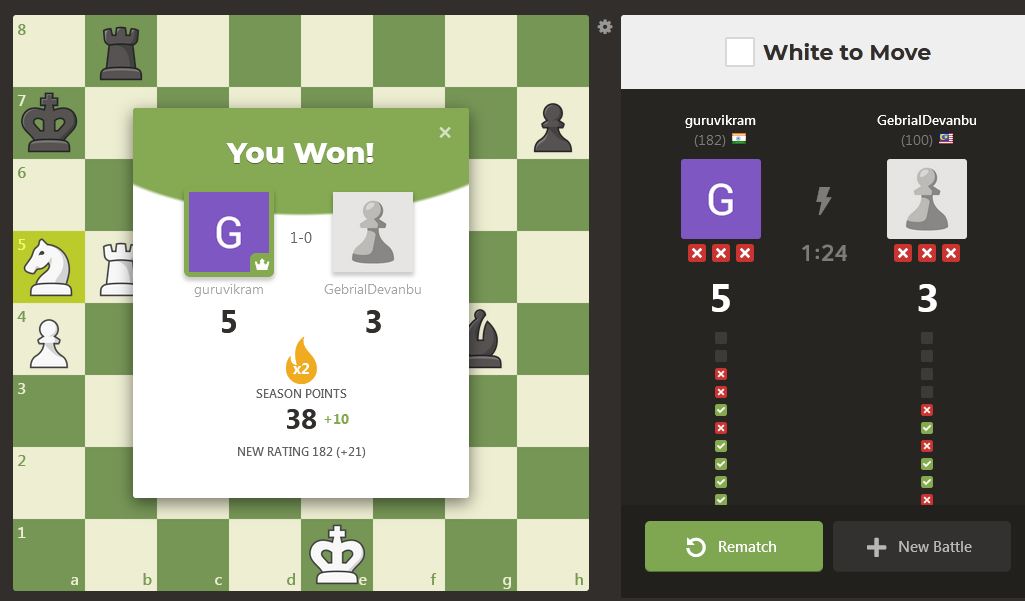 8
7
6
5
4
3
2
1
a b c d e f g h
You Won!
×
G
1-0
guruvikram
GebrialDevanbu
5
3
x2
SEASON POINTS
38 +10
NEW RATING 182 (+21)
White to Move
guruvikram
GebrialDevanbu
(182)
(100)
G
1:24
5
3
Rematch
New Battle